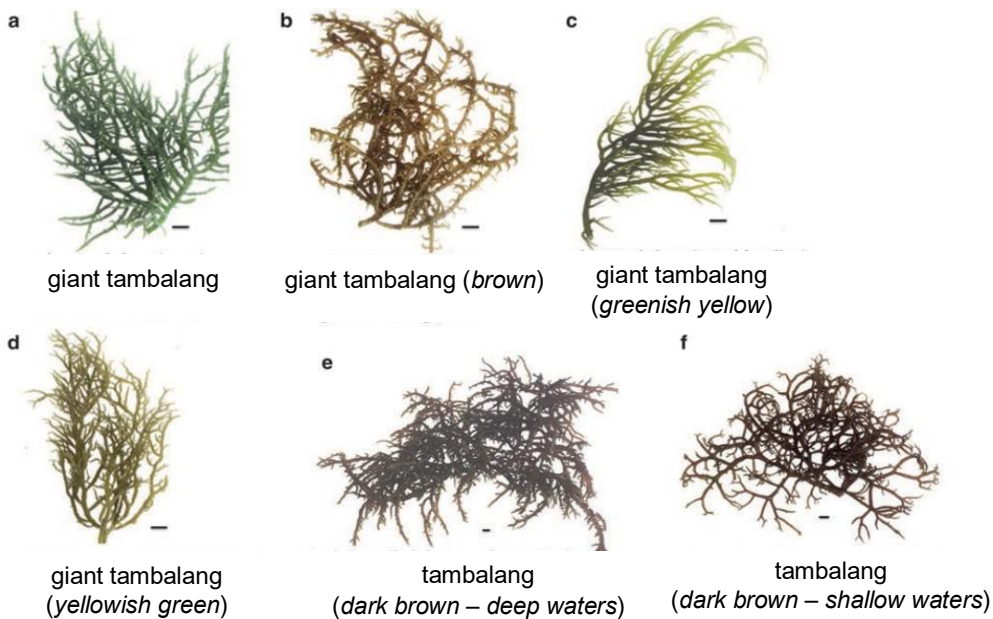 a
b
c
giant tambalang
giant tambalang (brown)
giant tambalang
(greenish yellow)
d
e
f
giant tambalang
(yellowish green)
tambalang
(dark brown – deep waters)
tambalang
(dark brown – shallow waters)